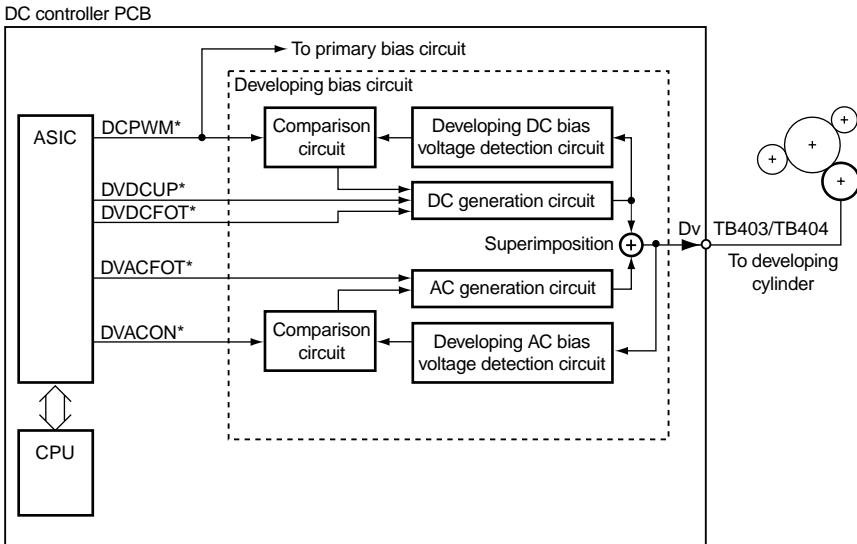 DC controller PCB
To primary bias circuit
Developing bias circuit
ASIC
DCPWM*
Comparison
circuit
Developing DC bias
voltage detection circuit
DVDCUP*
DVDCFOT*
DC generation circuit
Superimposition
+
Dv
TB403/TB404
To developing
cylinder
DVACFOT*
AC generation circuit
DVACON*
Comparison
circuit
Developing AC bias
voltage detection circuit
CPU
+
+
+
+